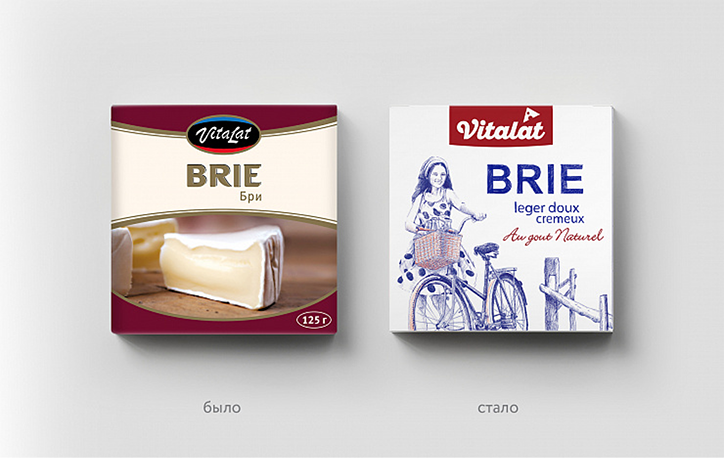 VitaLat
BRIE
Бри
125 г
Vitalat
BRIE
leger doux
cremeux
Au gout Naturel
было
стало